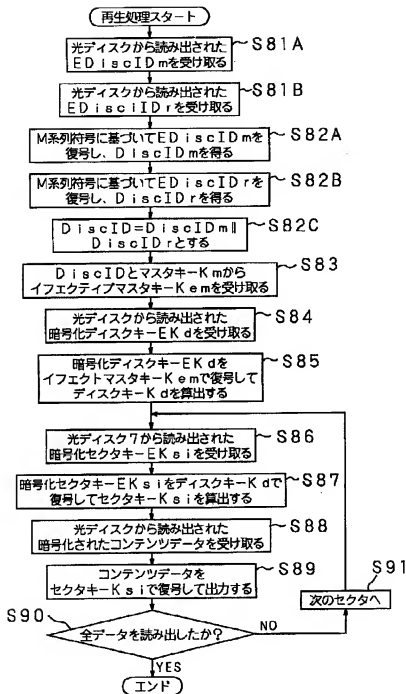 再生処理スタート
光ディスクから読み出された
EDiscIDmを受け取る
S81A
光ディスクから読み出された
EDisciIDrを受け取る
S81B
M系列符号に基づいてEDiscIDmを
復号し、DiscIDmを得る
S82A
M系列符号に基づいてEDiscIDrを
復号し、DiscIDrを得る
S82B
DiscID=DiscIDm‖
DiscIDrとする
S82C
DiscIDとマスタキーKmから
イフェクティブマスタキーKemを受け取る
S83
光ディスクから読み出された
暗号化ディスクキーEKdを受け取る
S84
暗号化ディスクキーEKdを
イフェクトマスタキーKemで復号して
ディスクキーKdを算出する
S85
光ディスク7から読み出された
暗号化セクタキーEKsiを受け取る
S86
暗号化セクタキーEKsiをディスクキーKdで
復号してセクタキーKsiを算出する
S87
光ディスクから読み出された
暗号化されたコンテンツデータを受け取る
S88
コンテンツデータを
セクタキーKsiで復号して出力する
S89
S90
全データを読み出したか?
NO
次のセクタへ
S91
YES
エンド